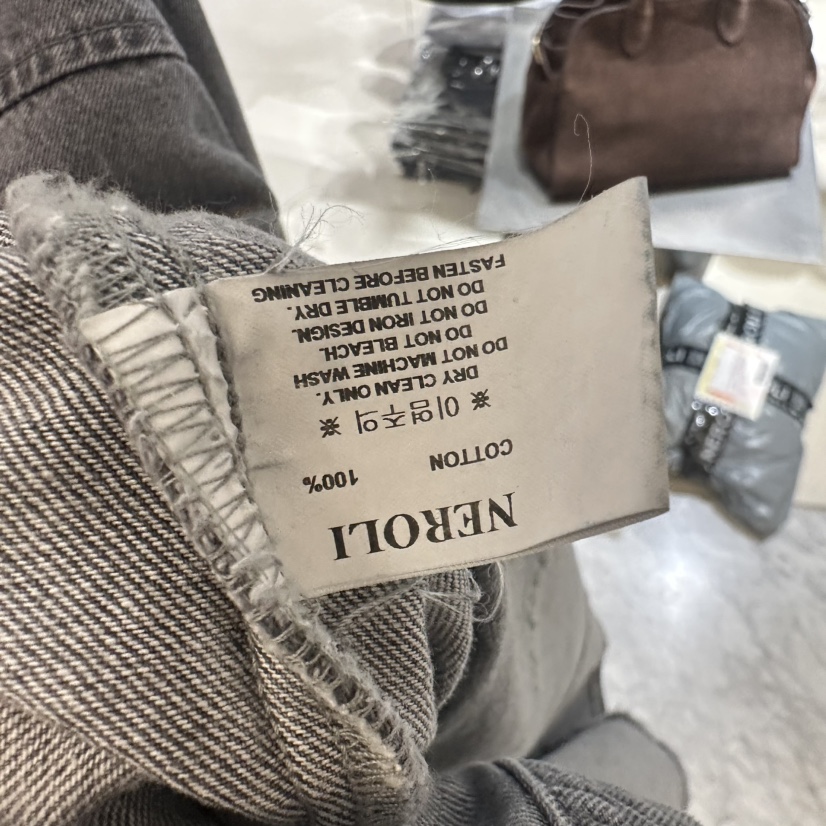 NEROLI
COTTON 100%
※ 이염주의 ※
DRY CLEAN ONLY.
DO NOT MACHINE WASH
DO NOT BLEACH.
DO NOT IRON DESIGN.
DO NOT TUMBLE DRY.
FASTEN BEFORE CLEANING